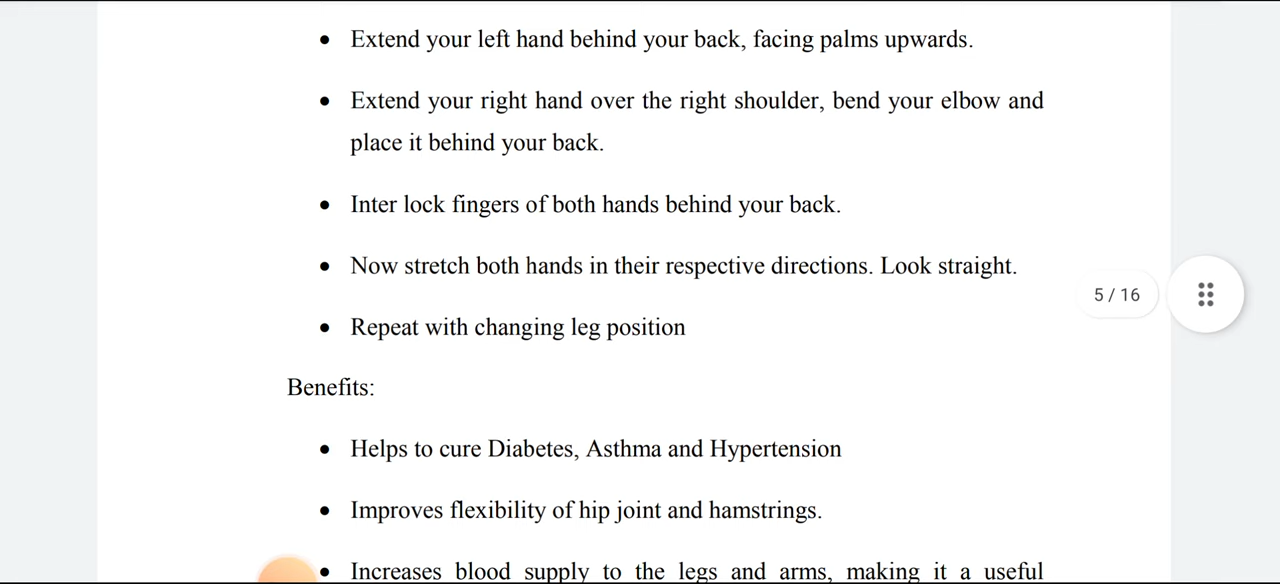 • Extend your left hand behind your back, facing palms upwards.
• Extend your right hand over the right shoulder, bend your elbow and
place it behind your back.
• Inter lock fingers of both hands behind your back.
• Now stretch both hands in their respective directions. Look straight.
• Repeat with changing leg position
5 / 16
Benefits:
• Helps to cure Diabetes, Asthma and Hypertension
• Improves flexibility of hip joint and hamstrings.
• Increases blood supply to the legs and arms, making it a useful